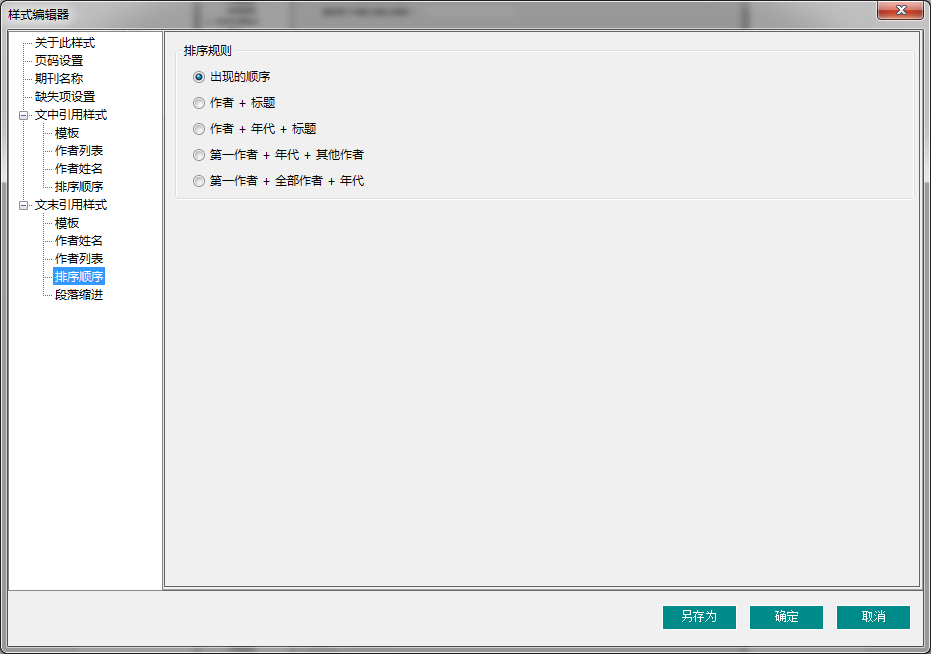 样式编辑器
关于此样式
页码设置
期刊名称
缺失项设置
文中引用样式
模板
作者列表
作者姓名
排序顺序
文末引用样式
模板
作者姓名
作者列表
排序顺序
段落缩进
排序规则
出现的顺序
作者 + 标题
作者 + 年代 + 标题
第一作者 + 年代 + 其他作者
第一作者 + 全部作者 + 年代
另存为
确定
取消